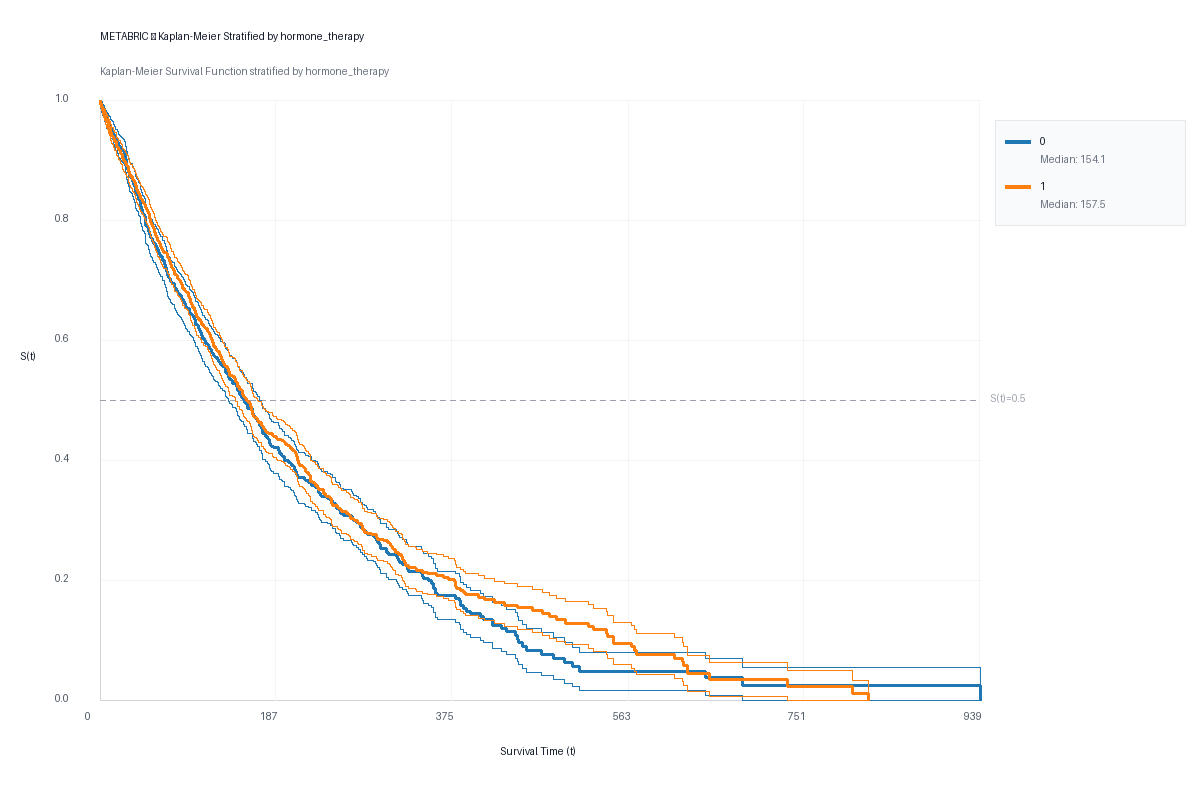 METABRIC ▯ Kaplan-Meier Stratified by hormone_therapy
Kaplan-Meier Survival Function stratified by hormone_therapy
1.0
0.8
0.6
0.4
0.2
0.0
S(t)
0
187
375
563
751
939
Survival Time (t)
S(t)=0.5
0
Median: 154.1
1
Median: 157.5